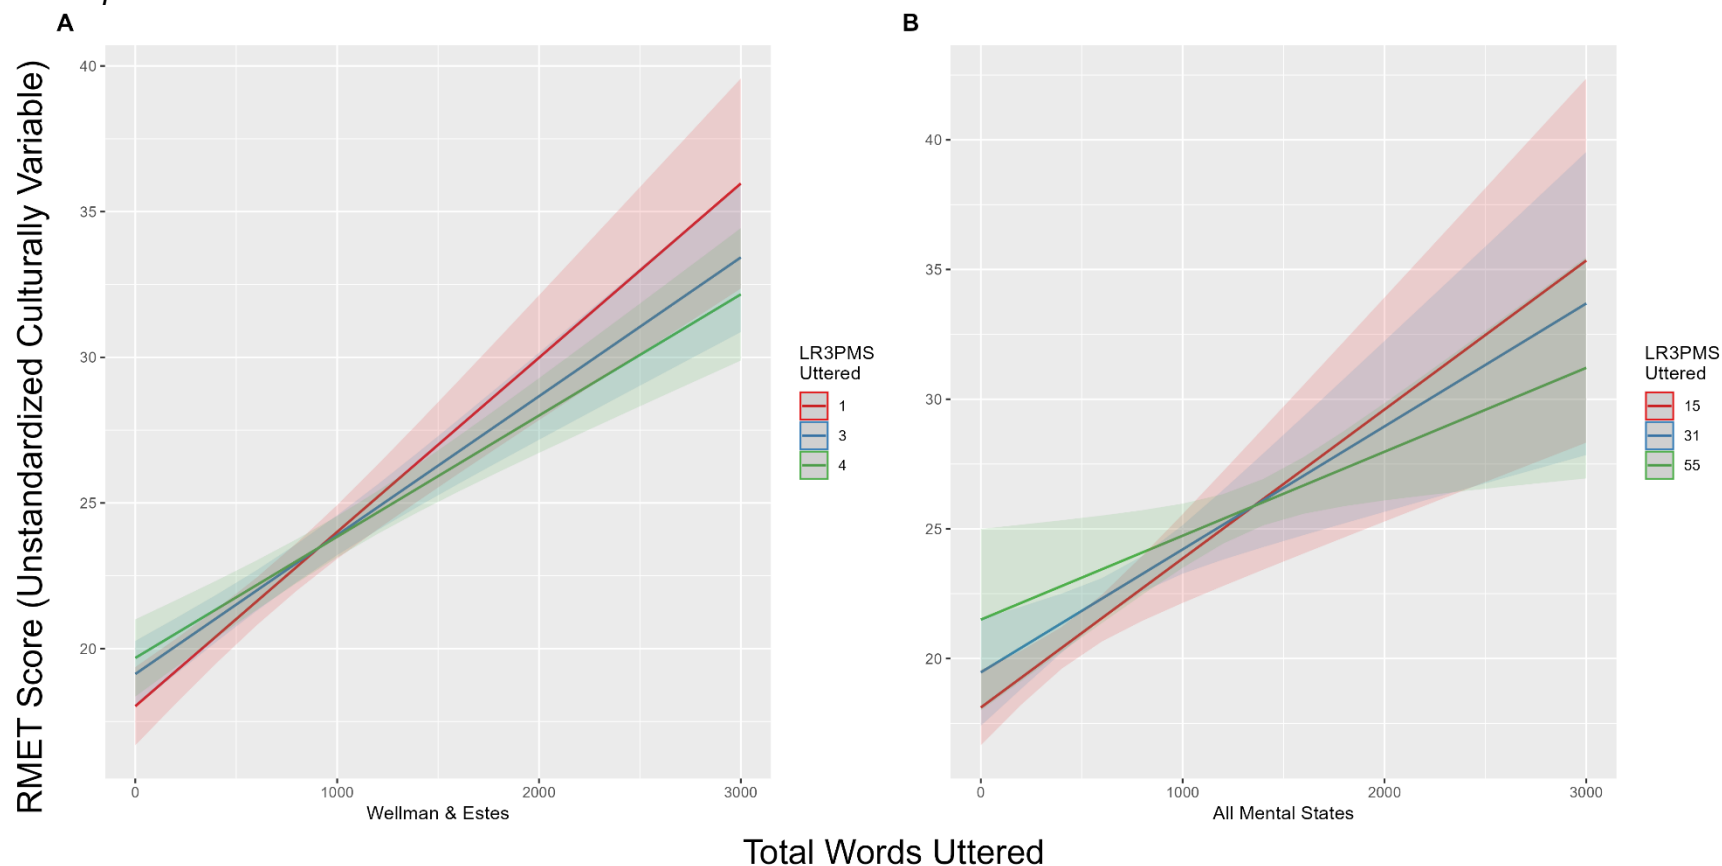 A
B
RMET Score (Unstandardized Culturally Variable)
40
35
30
25
20
0
1000
2000
3000
Wellman & Estes
LR3PMS
Uttered
1
3
4
40
35
30
25
20
0
1000
2000
3000
All Mental States
LR3PMS
Uttered
15
31
55
Total Words Uttered